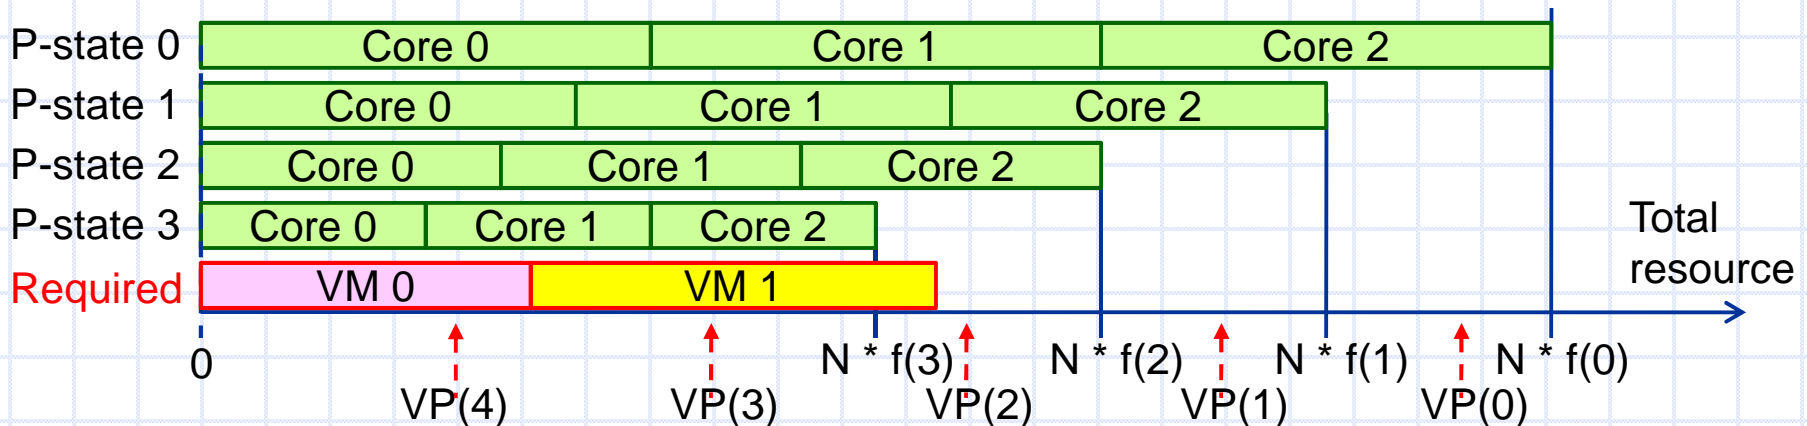 P-state 0 Core 0 Core 1 Core 2
P-state 1 Core 0 Core 1 Core 2
P-state 2 Core 0 Core 1 Core 2
P-state 3 Core 0 Core 1 Core 2
Total
resource
Required VM 0 VM 1
0 N * f(3) N * f(2) N * f(1) N * f(0)
VP(4) VP(3) VP(2) VP(1) VP(0)